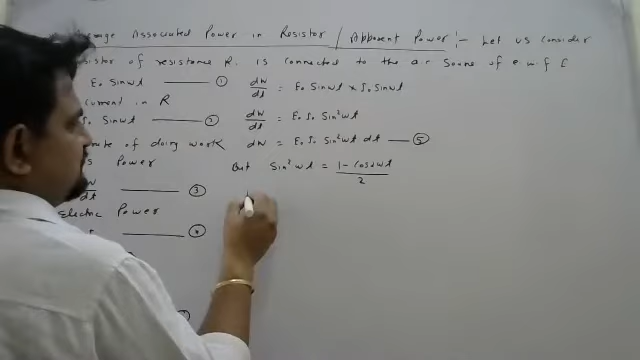 Average Associated Power in Resistor / Apparent Power :- Let us consider
resistor of resistance R. is connected to the a.c source of e.m.f E
E₀ Sinωt ——— ①
current in R
I₀ Sinωt ——— ②
rate of doing work
Power
——— ③
Electric Power
——— ④
dW/dt = E₀ Sinωt × I₀ Sinωt
dW/dt = E₀ I₀ Sin²ωt
dW = E₀ I₀ Sin²ωt dt —— ⑤
But Sin²ωt = 1 - Cos2ωt / 2